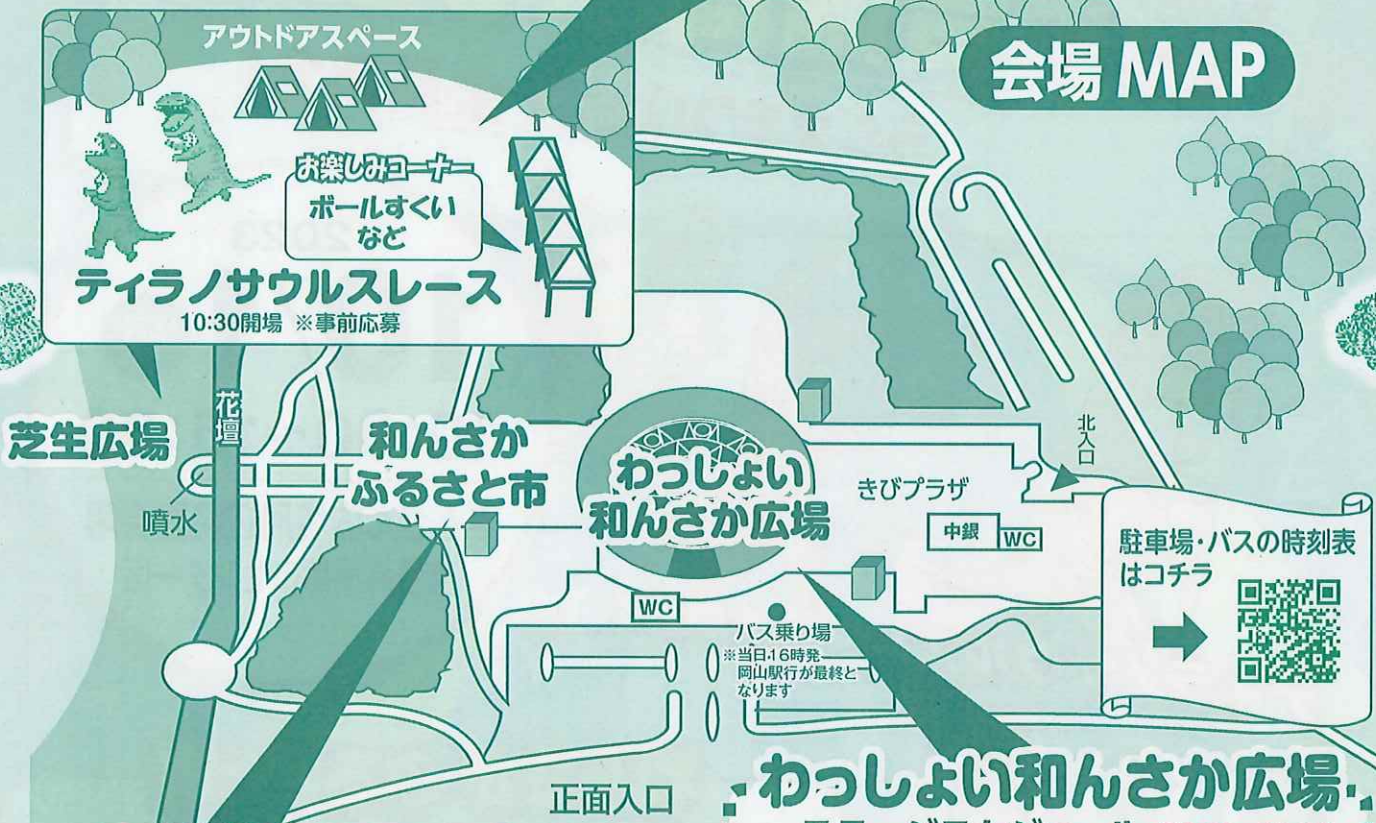 会場 MAP
アウトドアスペース
お楽しみコーナー
ボールすくい
など
ティラノサウルスレース
10:30開場 ※事前応募
芝生広場
花壇
噴水
和んさか
ふるさと市
わっしょい
和んさか広場
きびプラザ
中銀
WC
北入口
駐車場・バスの時刻表
はコチラ
WC
バス乗り場
※当日16時発
岡山駅行が最終と
なります
正面入口
わっしょい和んさか広場